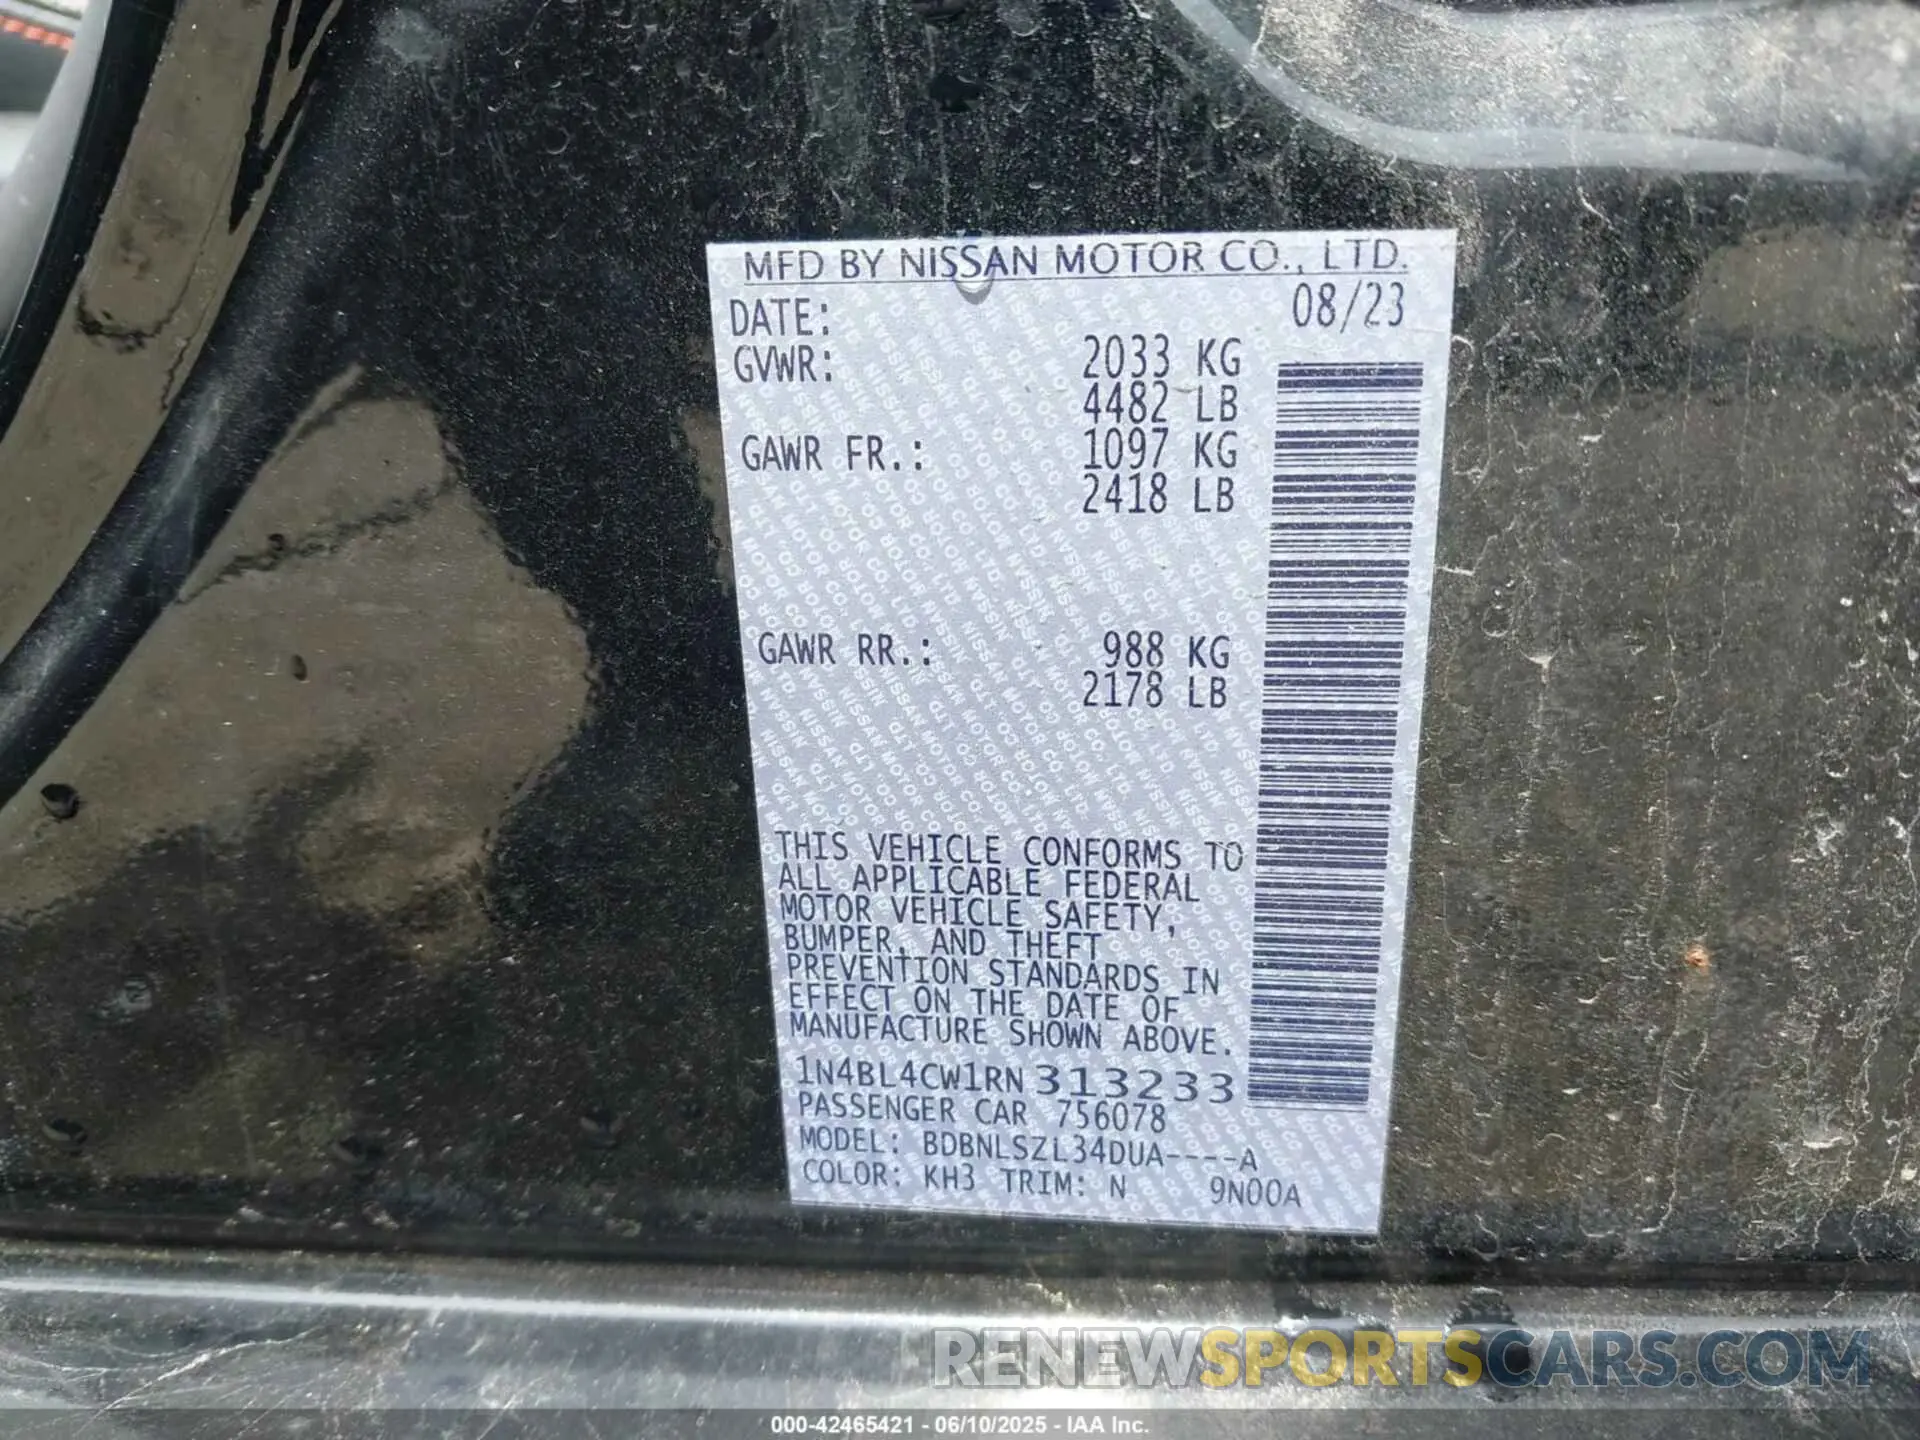 MFD BY NISSAN MOTOR CO., LTD.
DATE: 08/23
GVWR: 2033 KG
4482 LB
GAWR FR.: 1097 KG
2418 LB
GAWR RR.: 988 KG
2178 LB
THIS VEHICLE CONFORMS TO
ALL APPLICABLE FEDERAL
MOTOR VEHICLE SAFETY,
BUMPER, AND THEFT
PREVENTION STANDARDS IN
EFFECT ON THE DATE OF
MANUFACTURE SHOWN ABOVE.
1N4BL4CW1RN313233
PASSENGER CAR 756078
MODEL: BDBNLSZL34DUA----A
COLOR: KH3 TRIM: N 9N00A
RENEWSPORTSCARS.COM
000-42465421 - 06/10/2025 - IAA Inc.